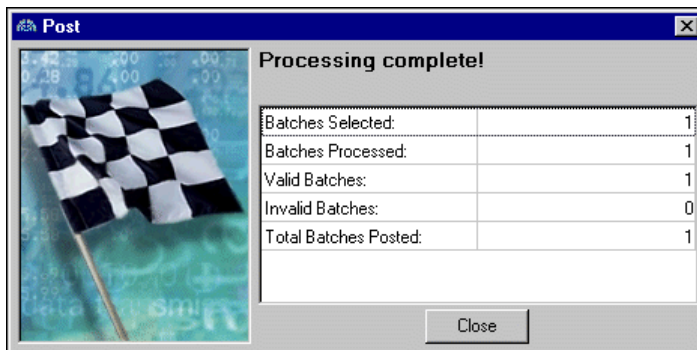 Post
Processing complete!
Batches Selected: 1
Batches Processed: 1
Valid Batches: 1
Invalid Batches: 0
Total Batches Posted: 1
Close